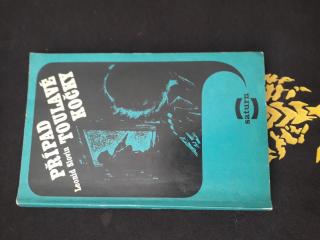 PŘÍPAD
TOULAVÉ
KOČKY
Leonid Slovin
saturn